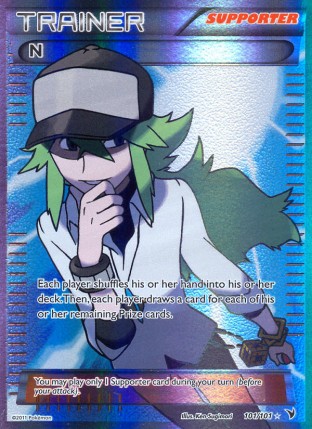 TRAINER
SUPPORTER
N
Each player shuffles his or her hand into his or her
deck. Then, each player draws a card for each of his
or her remaining Prize cards.
You may play only 1 Supporter card during your turn (before
your attack).
©2011 Pokémon
Illus. Ken Sugimori
101/101